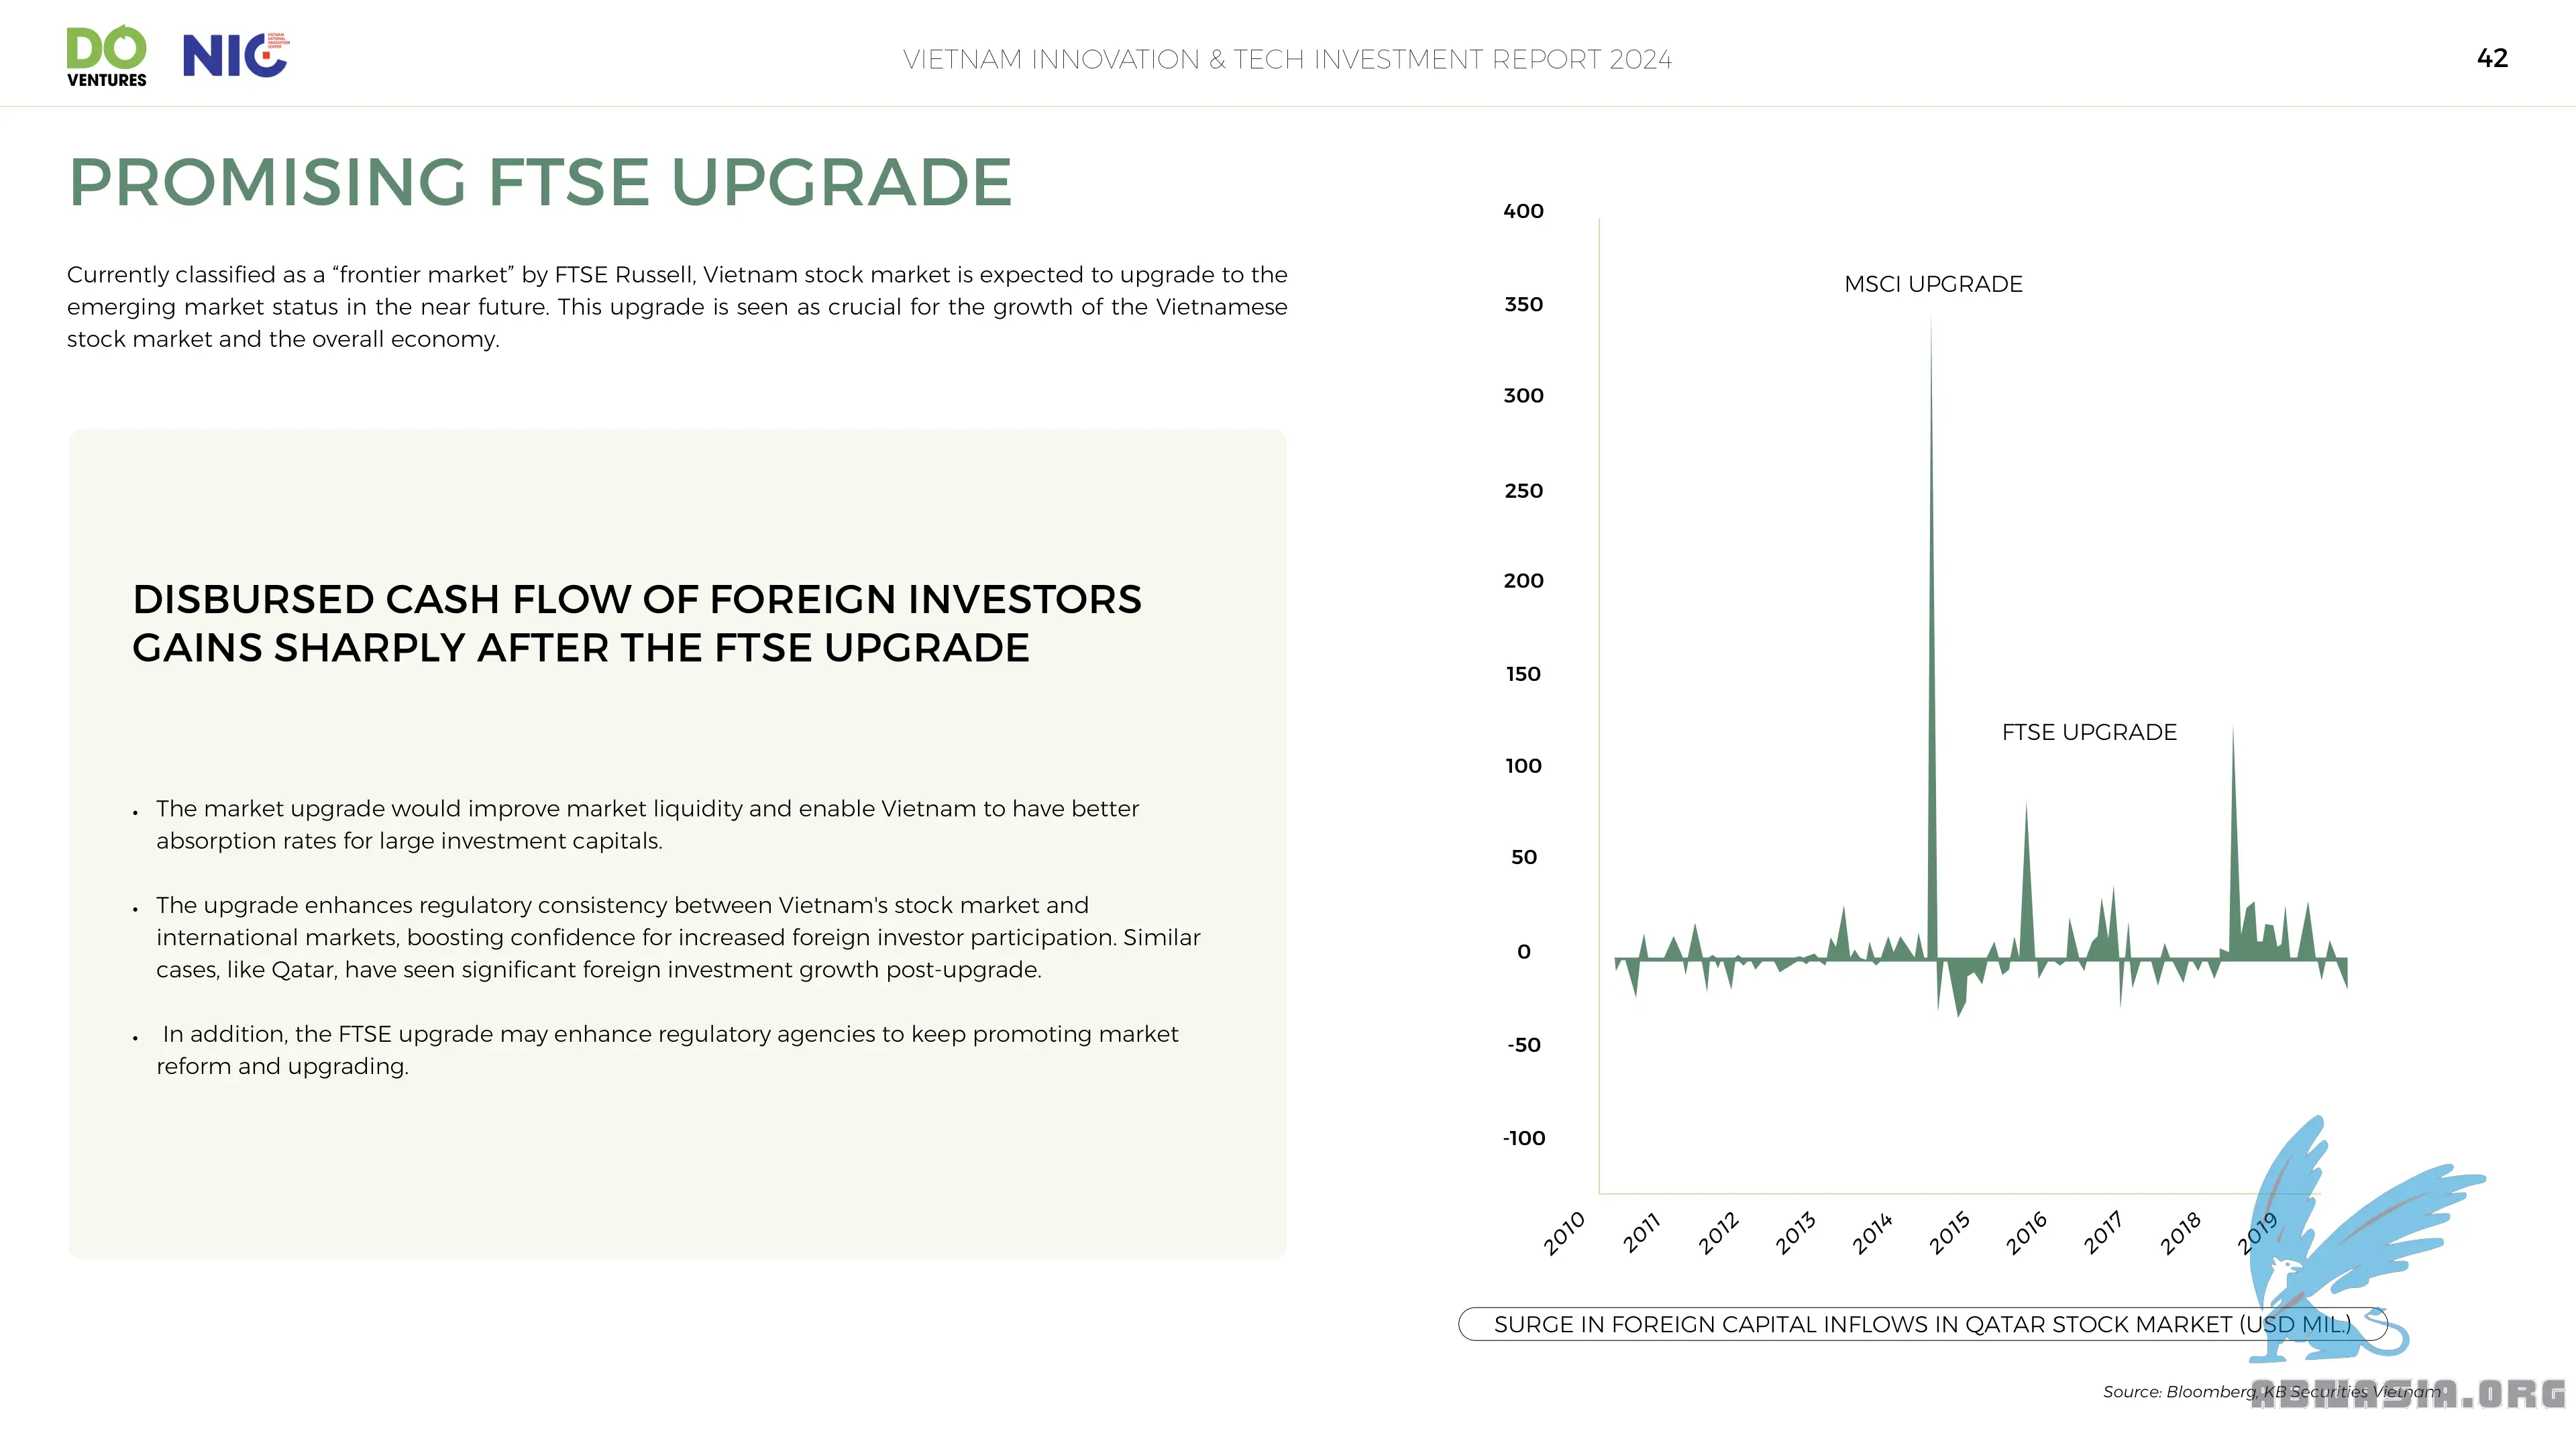 DO
VENTURES
NIC
VIETNAM
NATIONAL
INNOVATION
CENTER
VIETNAM INNOVATION & TECH INVESTMENT REPORT 2024
42
PROMISING FTSE UPGRADE
Currently classified as a “frontier market” by FTSE Russell, Vietnam stock market is expected to upgrade to the
emerging market status in the near future. This upgrade is seen as crucial for the growth of the Vietnamese
stock market and the overall economy.
DISBURSED CASH FLOW OF FOREIGN INVESTORS
GAINS SHARPLY AFTER THE FTSE UPGRADE
• The market upgrade would improve market liquidity and enable Vietnam to have better
absorption rates for large investment capitals.
• The upgrade enhances regulatory consistency between Vietnam's stock market and
international markets, boosting confidence for increased foreign investor participation. Similar
cases, like Qatar, have seen significant foreign investment growth post-upgrade.
• In addition, the FTSE upgrade may enhance regulatory agencies to keep promoting market
reform and upgrading.
400
350
300
250
200
150
100
50
0
-50
-100
MSCI UPGRADE
FTSE UPGRADE
2010
2011
2012
2013
2014
2015
2016
2017
2018
2019
SURGE IN FOREIGN CAPITAL INFLOWS IN QATAR STOCK MARKET (USD MIL.)
Source: Bloomberg, KB Securities Vietnam
ABNASIA.ORG